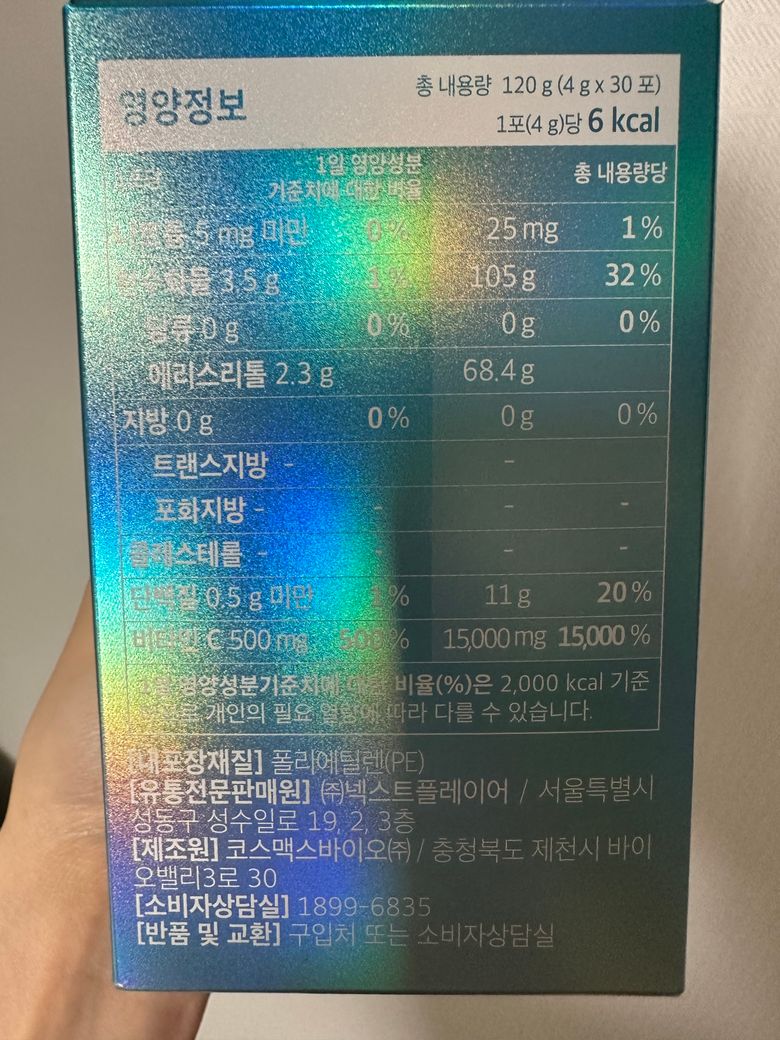 영양정보
총 내용량 120 g (4 g x 30 포)
1포(4 g)당 6 kcal
1포당 1일 영양성분 기준치에 대한 비율 총 내용량당
나트륨 5 mg 미만 0 % 25 mg 1 %
탄수화물 3.5 g 1 % 105 g 32 %
당류 0 g 0 % 0 g 0 %
에리스리톨 2.3 g 68.4 g
지방 0 g 0 % 0 g 0 %
트랜스지방 - -
포화지방 - - - -
콜레스테롤 - - - -
단백질 0.5 g 미만 1 % 11 g 20 %
비타민 C 500 mg 500 % 15,000 mg 15,000 %
1일 영양성분기준치에 대한 비율(%)은 2,000 kcal 기준
이므로 개인의 필요 열량에 따라 다를 수 있습니다.
[내포장재질] 폴리에틸렌(PE)
[유통전문판매원] ㈜넥스트플레이어 / 서울특별시
성동구 성수일로 19, 2, 3층
[제조원] 코스맥스바이오㈜ / 충청북도 제천시 바이
오밸리3로 30
[소비자상담실] 1899-6835
[반품 및 교환] 구입처 또는 소비자상담실